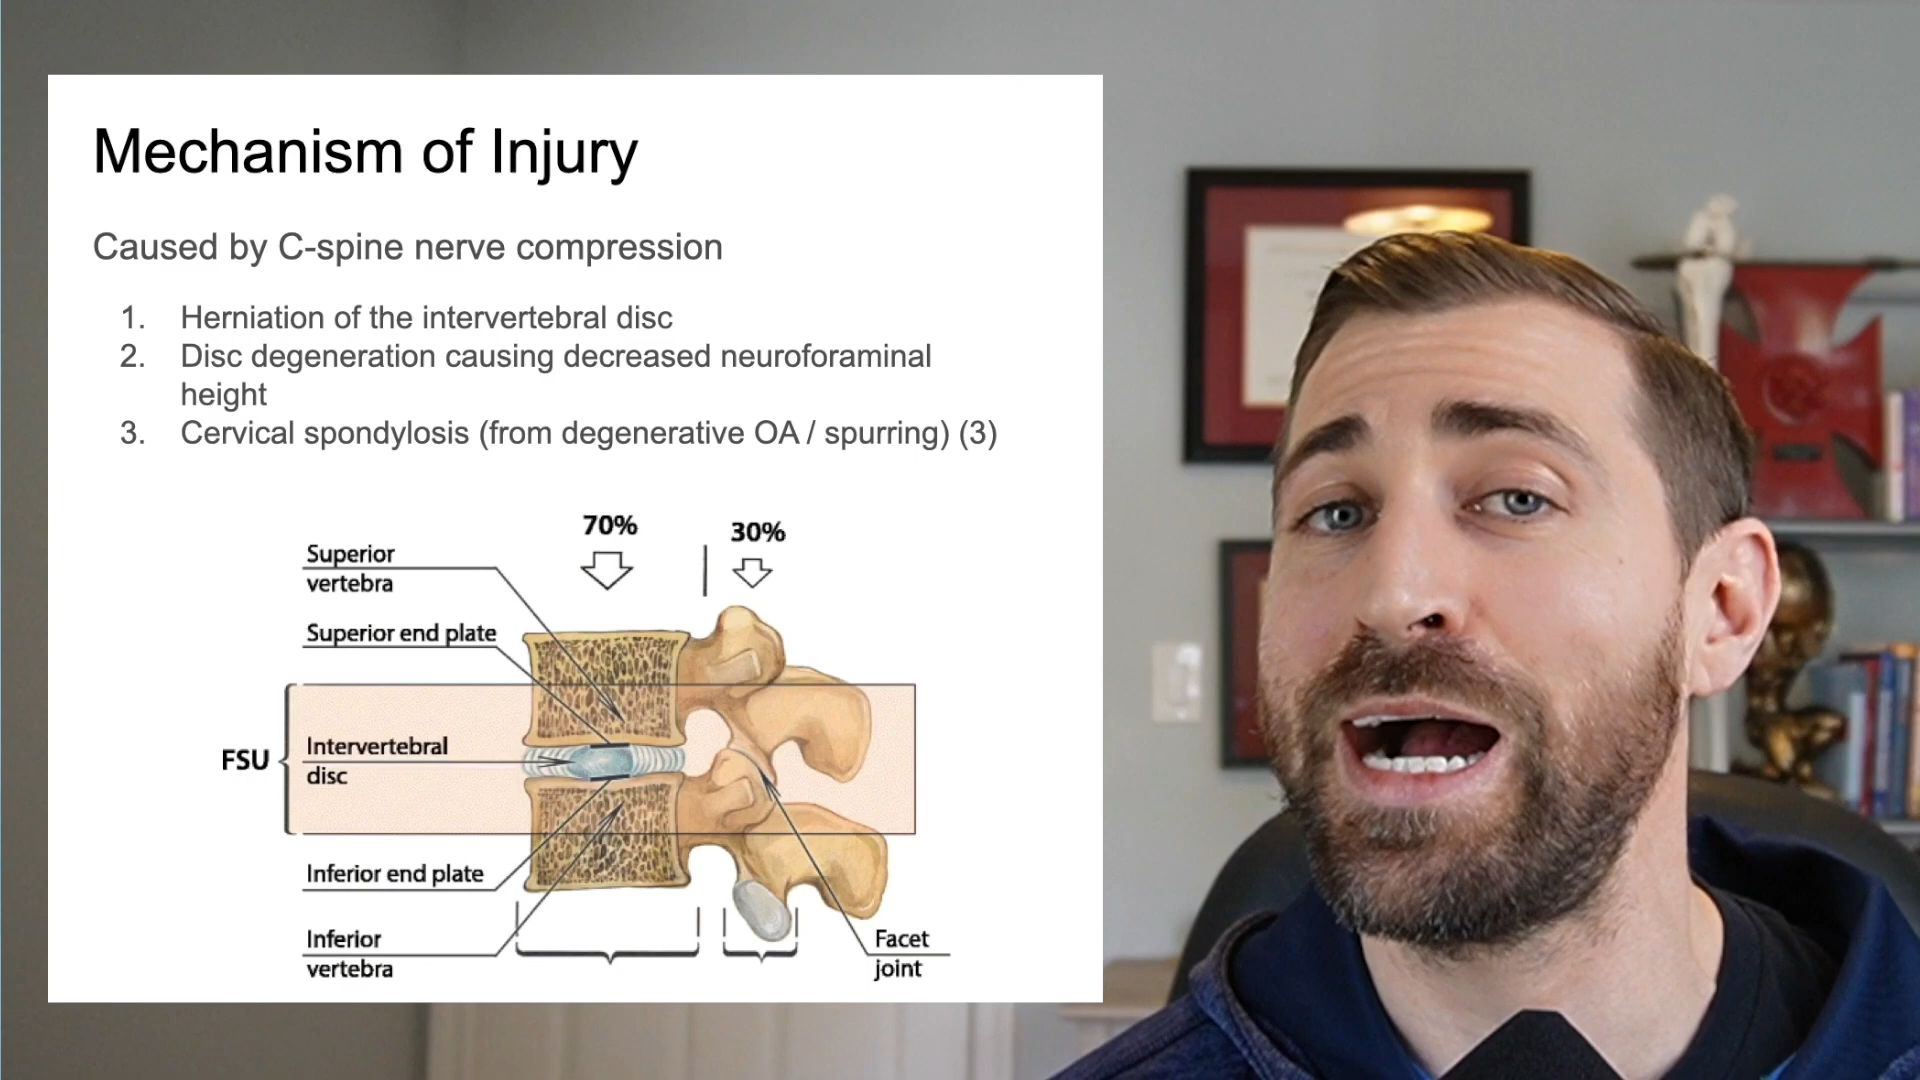 Mechanism of Injury
Caused by C-spine nerve compression
1. Herniation of the intervertebral disc
2. Disc degeneration causing decreased neuroforaminal
height
3. Cervical spondylosis (from degenerative OA / spurring) (3)
70%
30%
Superior
vertebra
Superior end plate
FSU
Intervertebral
disc
Inferior end plate
Inferior
vertebra
Facet
joint